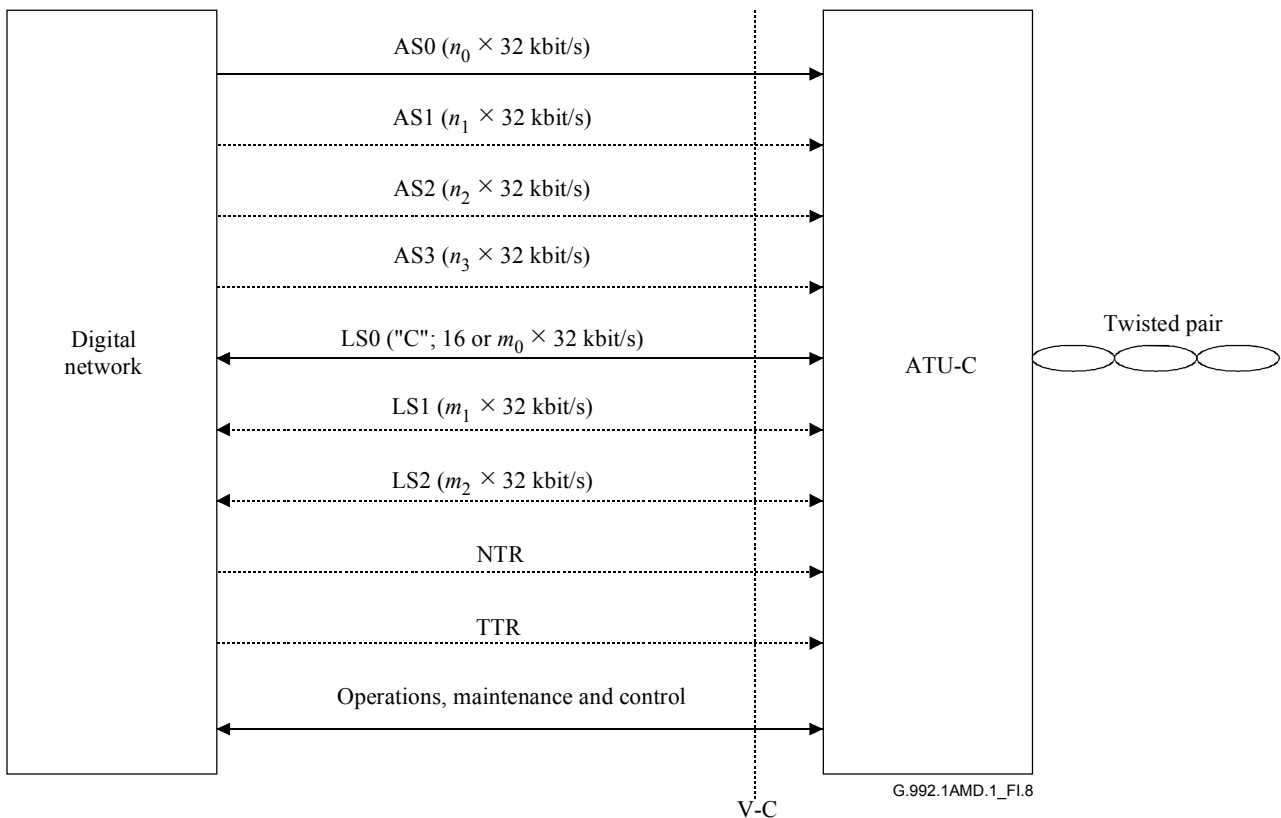 AS0 (n0 × 32 kbit/s)
AS1 (n1 × 32 kbit/s)
AS2 (n2 × 32 kbit/s)
AS3 (n3 × 32 kbit/s)
Digital
network
LS0 ("C"; 16 or m0 × 32 kbit/s)
ATU-C
Twisted pair
LS1 (m1 × 32 kbit/s)
LS2 (m2 × 32 kbit/s)
NTR
TTR
Operations, maintenance and control
G.992.1AMD.1_FI.8
V-C